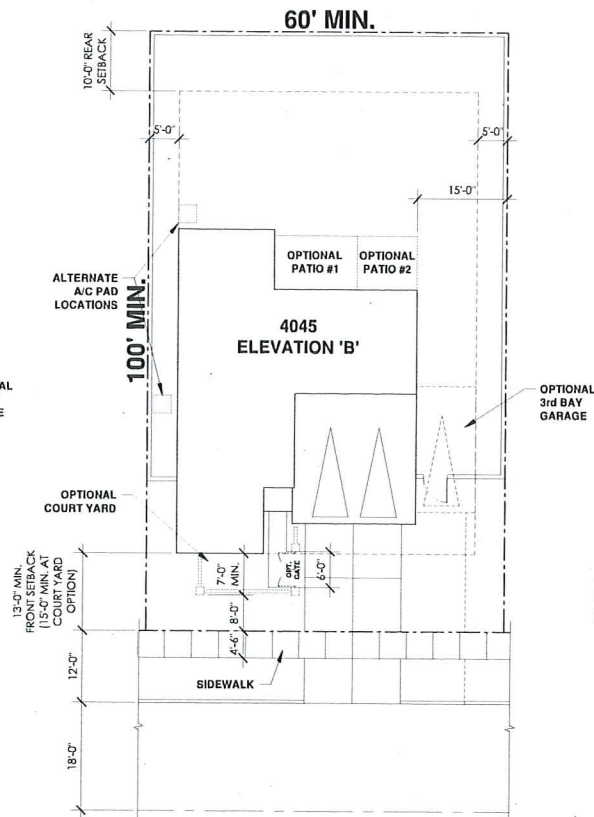 60' MIN.
10'-0" REAR
SETBACK
5'-0"
5'-0"
15'-0"
OPTIONAL
PATIO #1
OPTIONAL
PATIO #2
ALTERNATE
A/C PAD
LOCATIONS
100' MIN.
4045
ELEVATION 'B'
AL
E
OPTIONAL
3rd BAY
GARAGE
OPTIONAL
COURT YARD
13'-0" MIN.
FRONT SETBACK
(15'-0" MIN. AT
COURT YARD
OPTION)
7'-0"
MIN.
OPT.
GATE
6'-0"
8'-0"
4'-6"
12'-0"
SIDEWALK
18'-0"